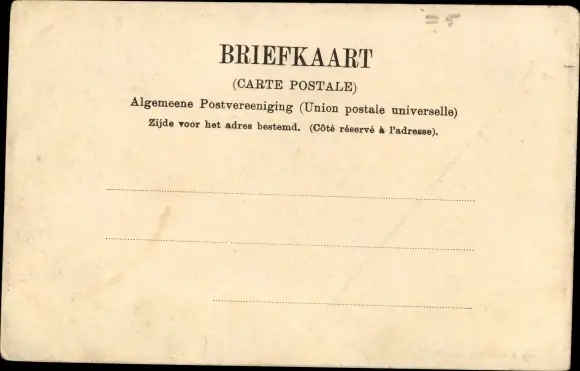 BRIEFKAART
(CARTE POSTALE)
Algemeene Postvereeniging (Union postale universelle)
Zijde voor het adres bestemd. (Côté réservé à l'adresse).